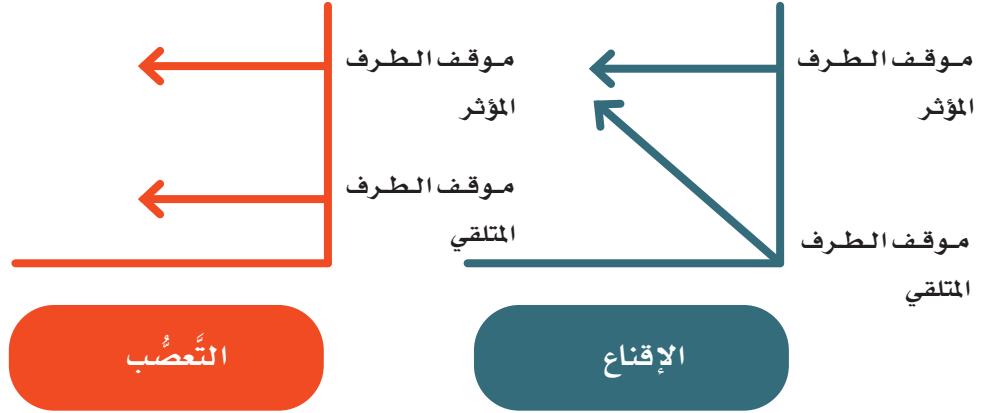 موقف الطرف
المؤثر
موقف الطرف
المتلقي
الإقناع
موقف الطرف
المؤثر
موقف الطرف
المتلقي
التَّعصُّب